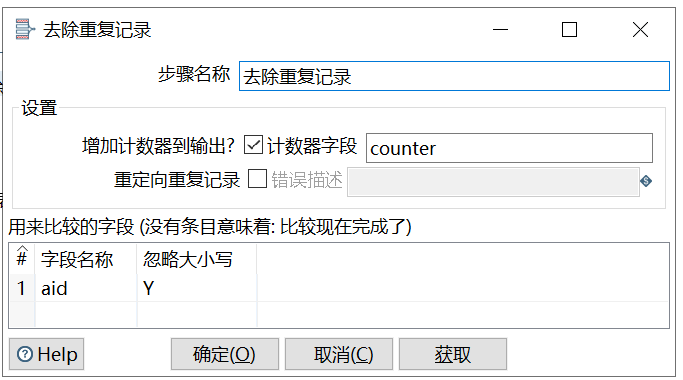 去除重复记录
步骤名称 去除重复记录
设置
增加计数器到输出? 计数器字段 counter
重定向重复记录 错误描述
用来比较的字段 (没有条目意味着: 比较现在完成了)
# 字段名称 忽略大小写
1 aid Y
Help 确定(O) 取消(C) 获取